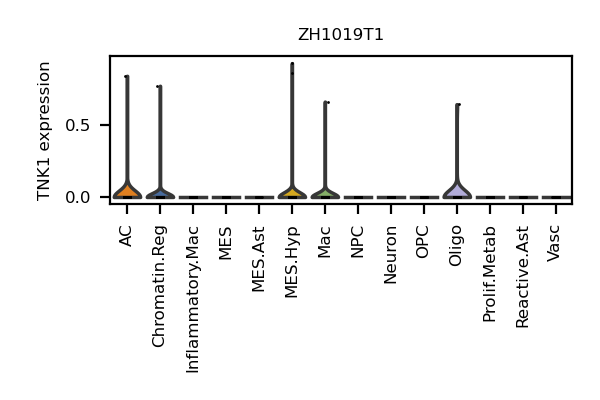 ZH1019T1
TNK1 expression
0.5
0.0
AC
Chromatin.Reg
Inflammatory.Mac
MES
MES.Ast
MES.Hyp
Mac
NPC
Neuron
OPC
Oligo
Prolif.Metab
Reactive.Ast
Vasc